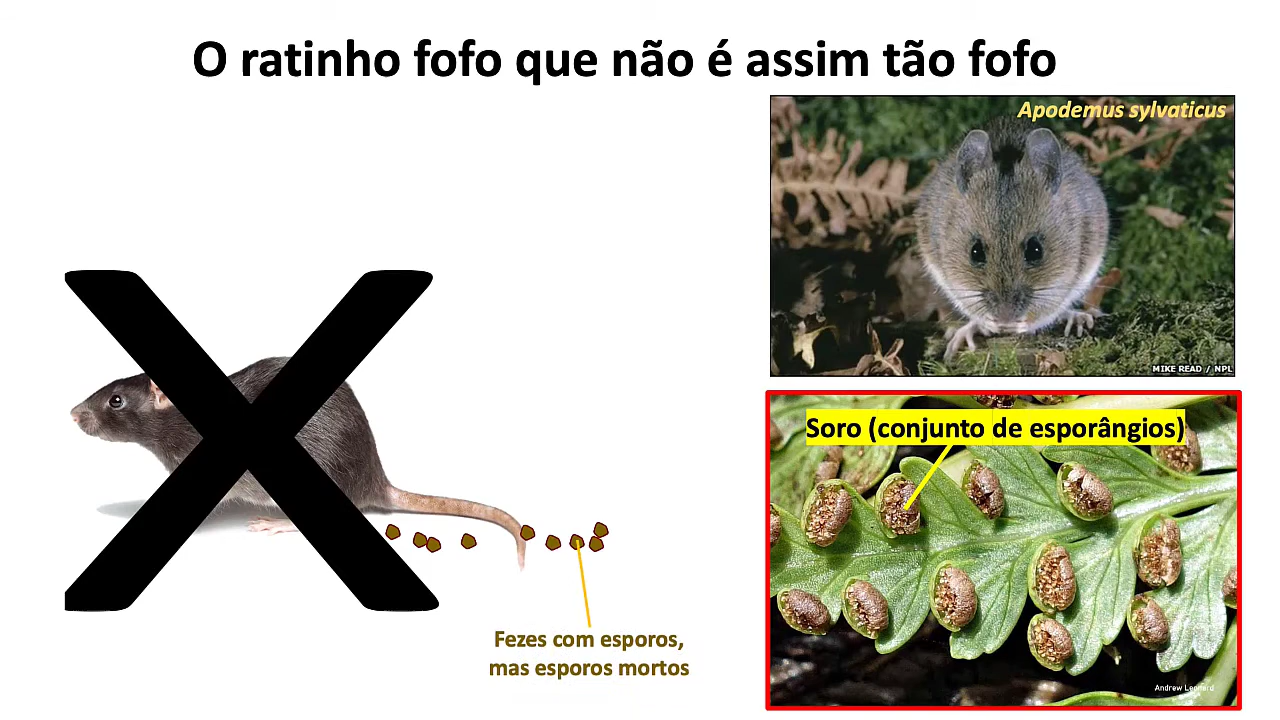 O ratinho fofo que não é assim tão fofo
Apodemus sylvaticus
MIKE READ / NPL
Soro (conjunto de esporângios)
Fezes com esporos,
mas esporos mortos
Andrew Leonard